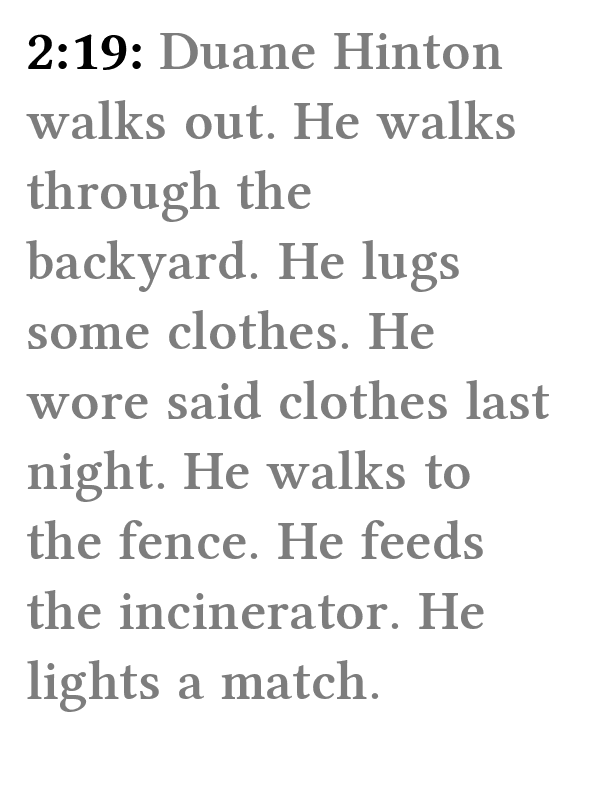 2:19: Duane Hinton
walks out. He walks
through the
backyard. He lugs
some clothes. He
wore said clothes last
night. He walks to
the fence. He feeds
the incinerator. He
lights a match.